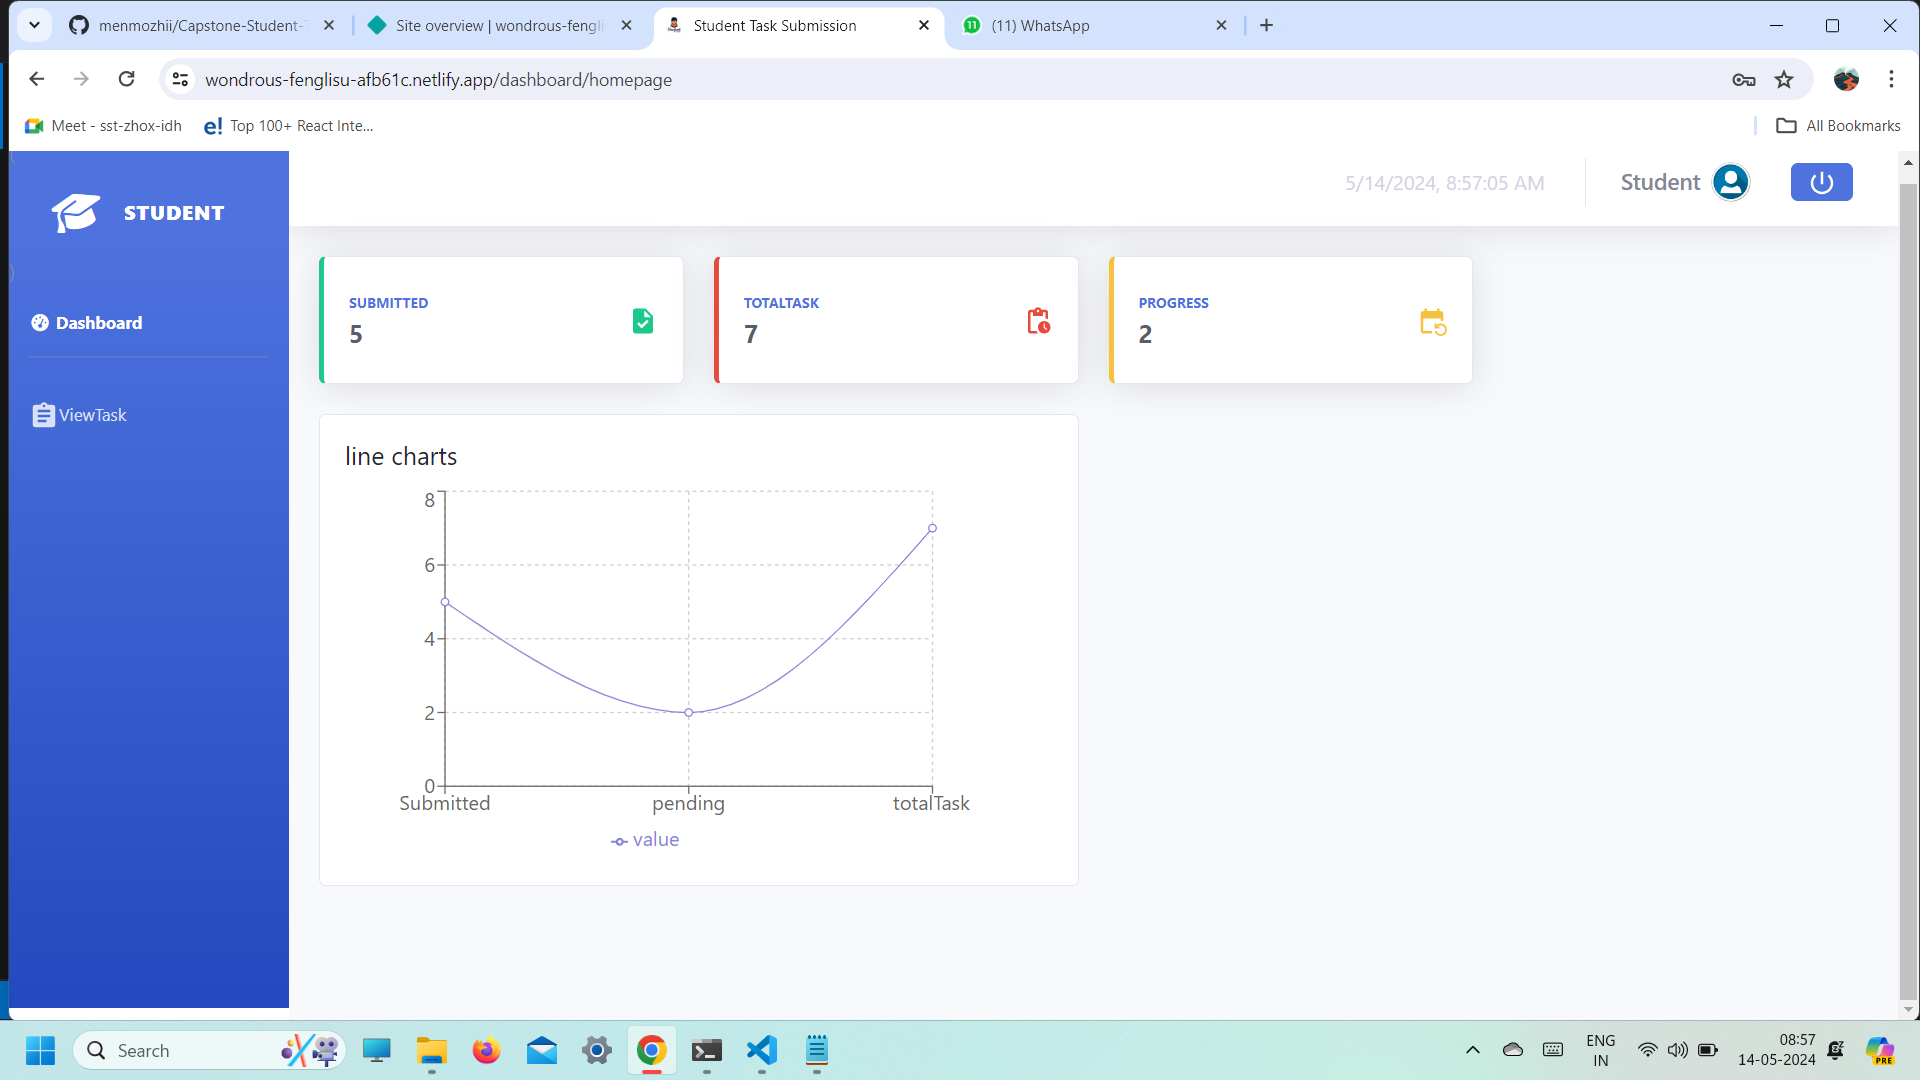 menmozhii/Capstone-Student-T
Site overview | wondrous-fengli
Student Task Submission
11
(11) WhatsApp
wondrous-fenglisu-afb61c.netlify.app/dashboard/homepage
Meet - sst-zhox-idh
e! Top 100+ React Inte...
All Bookmarks
STUDENT
5/14/2024, 8:57:05 AM
Student
Dashboard
ViewTask
SUBMITTED
5
TOTALTASK
7
PROGRESS
2
line charts
8
6
4
2
0
Submitted pending totalTask
value
Search
ENG
IN
08:57
14-05-2024
PRE